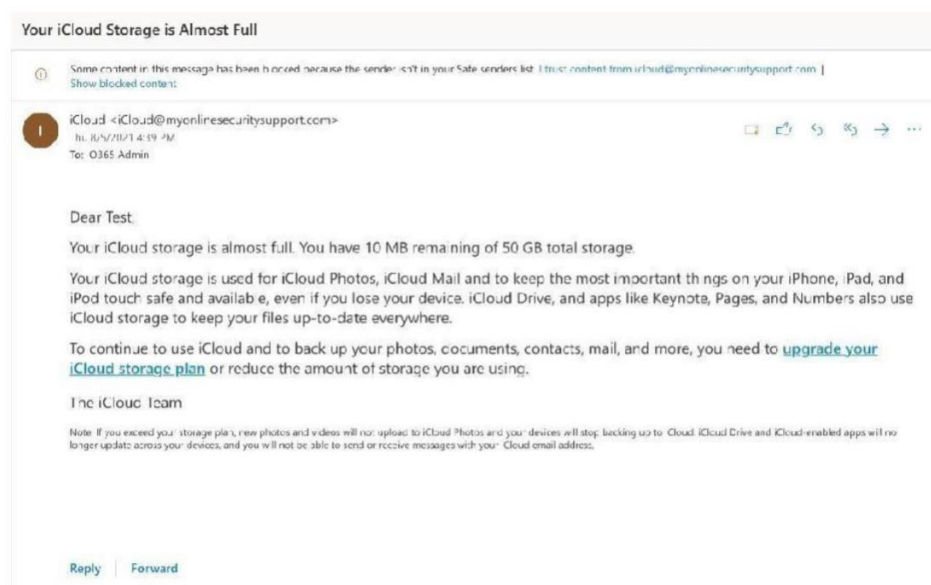 Your iCloud Storage is Almost Full
Some content in this message has been blocked because the sender isn't in your Safe senders list. I trust content from icloud@myonlinesecuritysupport.com |
Show blocked content
I
iCloud <iCloud@myonlinesecuritysupport.com>
Thu 8/5/2021 4:39 PM
To: O365 Admin
Dear Test,
Your iCloud storage is almost full. You have 10 MB remaining of 50 GB total storage.
Your iCloud storage is used for iCloud Photos, iCloud Mail and to keep the most important things on your iPhone, iPad, and
iPod touch safe and available, even if you lose your device. iCloud Drive, and apps like Keynote, Pages, and Numbers also use
iCloud storage to keep your files up-to-date everywhere.
To continue to use iCloud and to back up your photos, documents, contacts, mail, and more, you need to upgrade your
iCloud storage plan or reduce the amount of storage you are using.
The iCloud Team
Note: If you exceed your storage plan, new photos and videos will not upload to iCloud Photos and your devices will stop backing up to iCloud. iCloud Drive and iCloud-enabled apps will no
longer update across your devices, and you will not be able to send or receive messages with your iCloud email address.
Reply
Forward